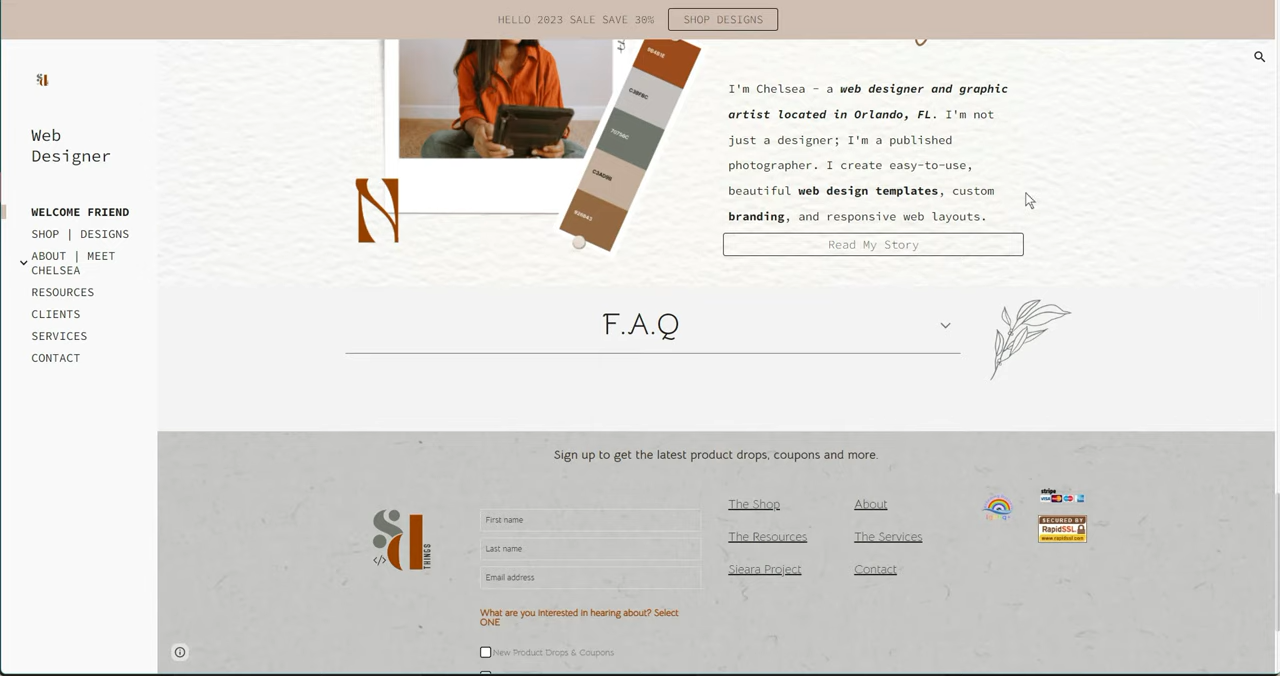 HELLO 2023 SALE SAVE 30%
SHOP DESIGNS
Web
Designer
WELCOME FRIEND
SHOP | DESIGNS
ABOUT | MEET
CHELSEA
RESOURCES
CLIENTS
SERVICES
CONTACT
N
I'm Chelsea - a web designer and graphic
artist located in Orlando, FL. I'm not
just a designer; I'm a published
photographer. I create easy-to-use,
beautiful web design templates, custom
branding, and responsive web layouts.
Read My Story
F.A.Q
Sign up to get the latest product drops, coupons and more.
THINGS
</>
First name
Last name
Email address
What are you interested in hearing about? Select
ONE
New Product Drops & Coupons
The Shop
The Resources
Sieara Project
About
The Services
Contact
stripe
VISA
SECURED BY
RapidSSL
www.rapidssl.com